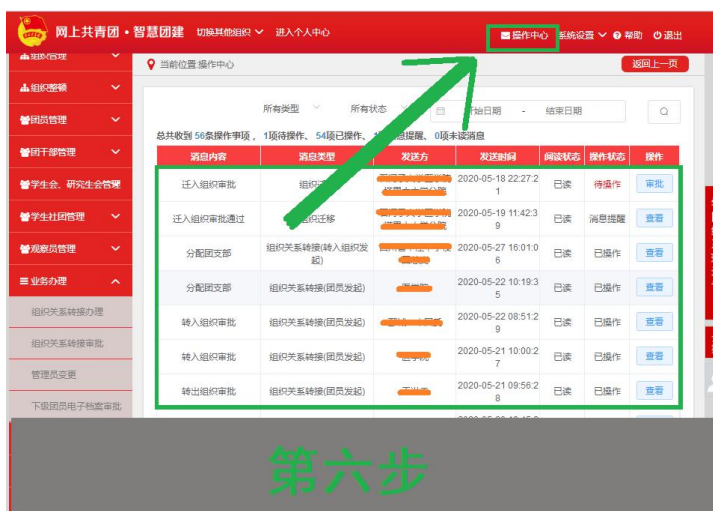 网上共青团·智慧团建 切换其他组织 进入个人中心 操作中心 系统设置 帮助 退出
组织管理
当前位置:操作中心 返回上一页
组织整顿
所有类型 所有状态 开始日期 - 结束日期
团员管理
总共收到 56条操作事项， 1项待操作、 54项已操作、 息提醒、 0项未读消息
团干部管理
消息内容 消息类型 发送方 发送时间 阅读状态 操作状态 操作
学生会、研究生会管理
迁入组织审批 组织迁移 2020-05-18 22:27:21 已读 待操作 审批
学生社团管理
迁入组织审批通过 组织迁移 2020-05-19 11:42:39 已读 消息提醒 查看
观察员管理
分配团支部 组织关系转接(转入组织发起) 2020-05-27 16:01:06 已读 已操作 查看
业务办理
分配团支部 组织关系转接(团员发起) 2020-05-22 10:19:35 已读 已操作 查看
组织关系转接办理
转入组织审批 组织关系转接(团员发起) 2020-05-22 08:51:29 已读 已操作 查看
组织关系转接审批
转入组织审批 组织关系转接(团员发起) 2020-05-21 10:00:27 已读 已操作 查看
管理员变更
转出组织审批 组织关系转接(团员发起) 2020-05-21 09:56:28 已读 已操作 查看
下级团员电子档案审批
第六步